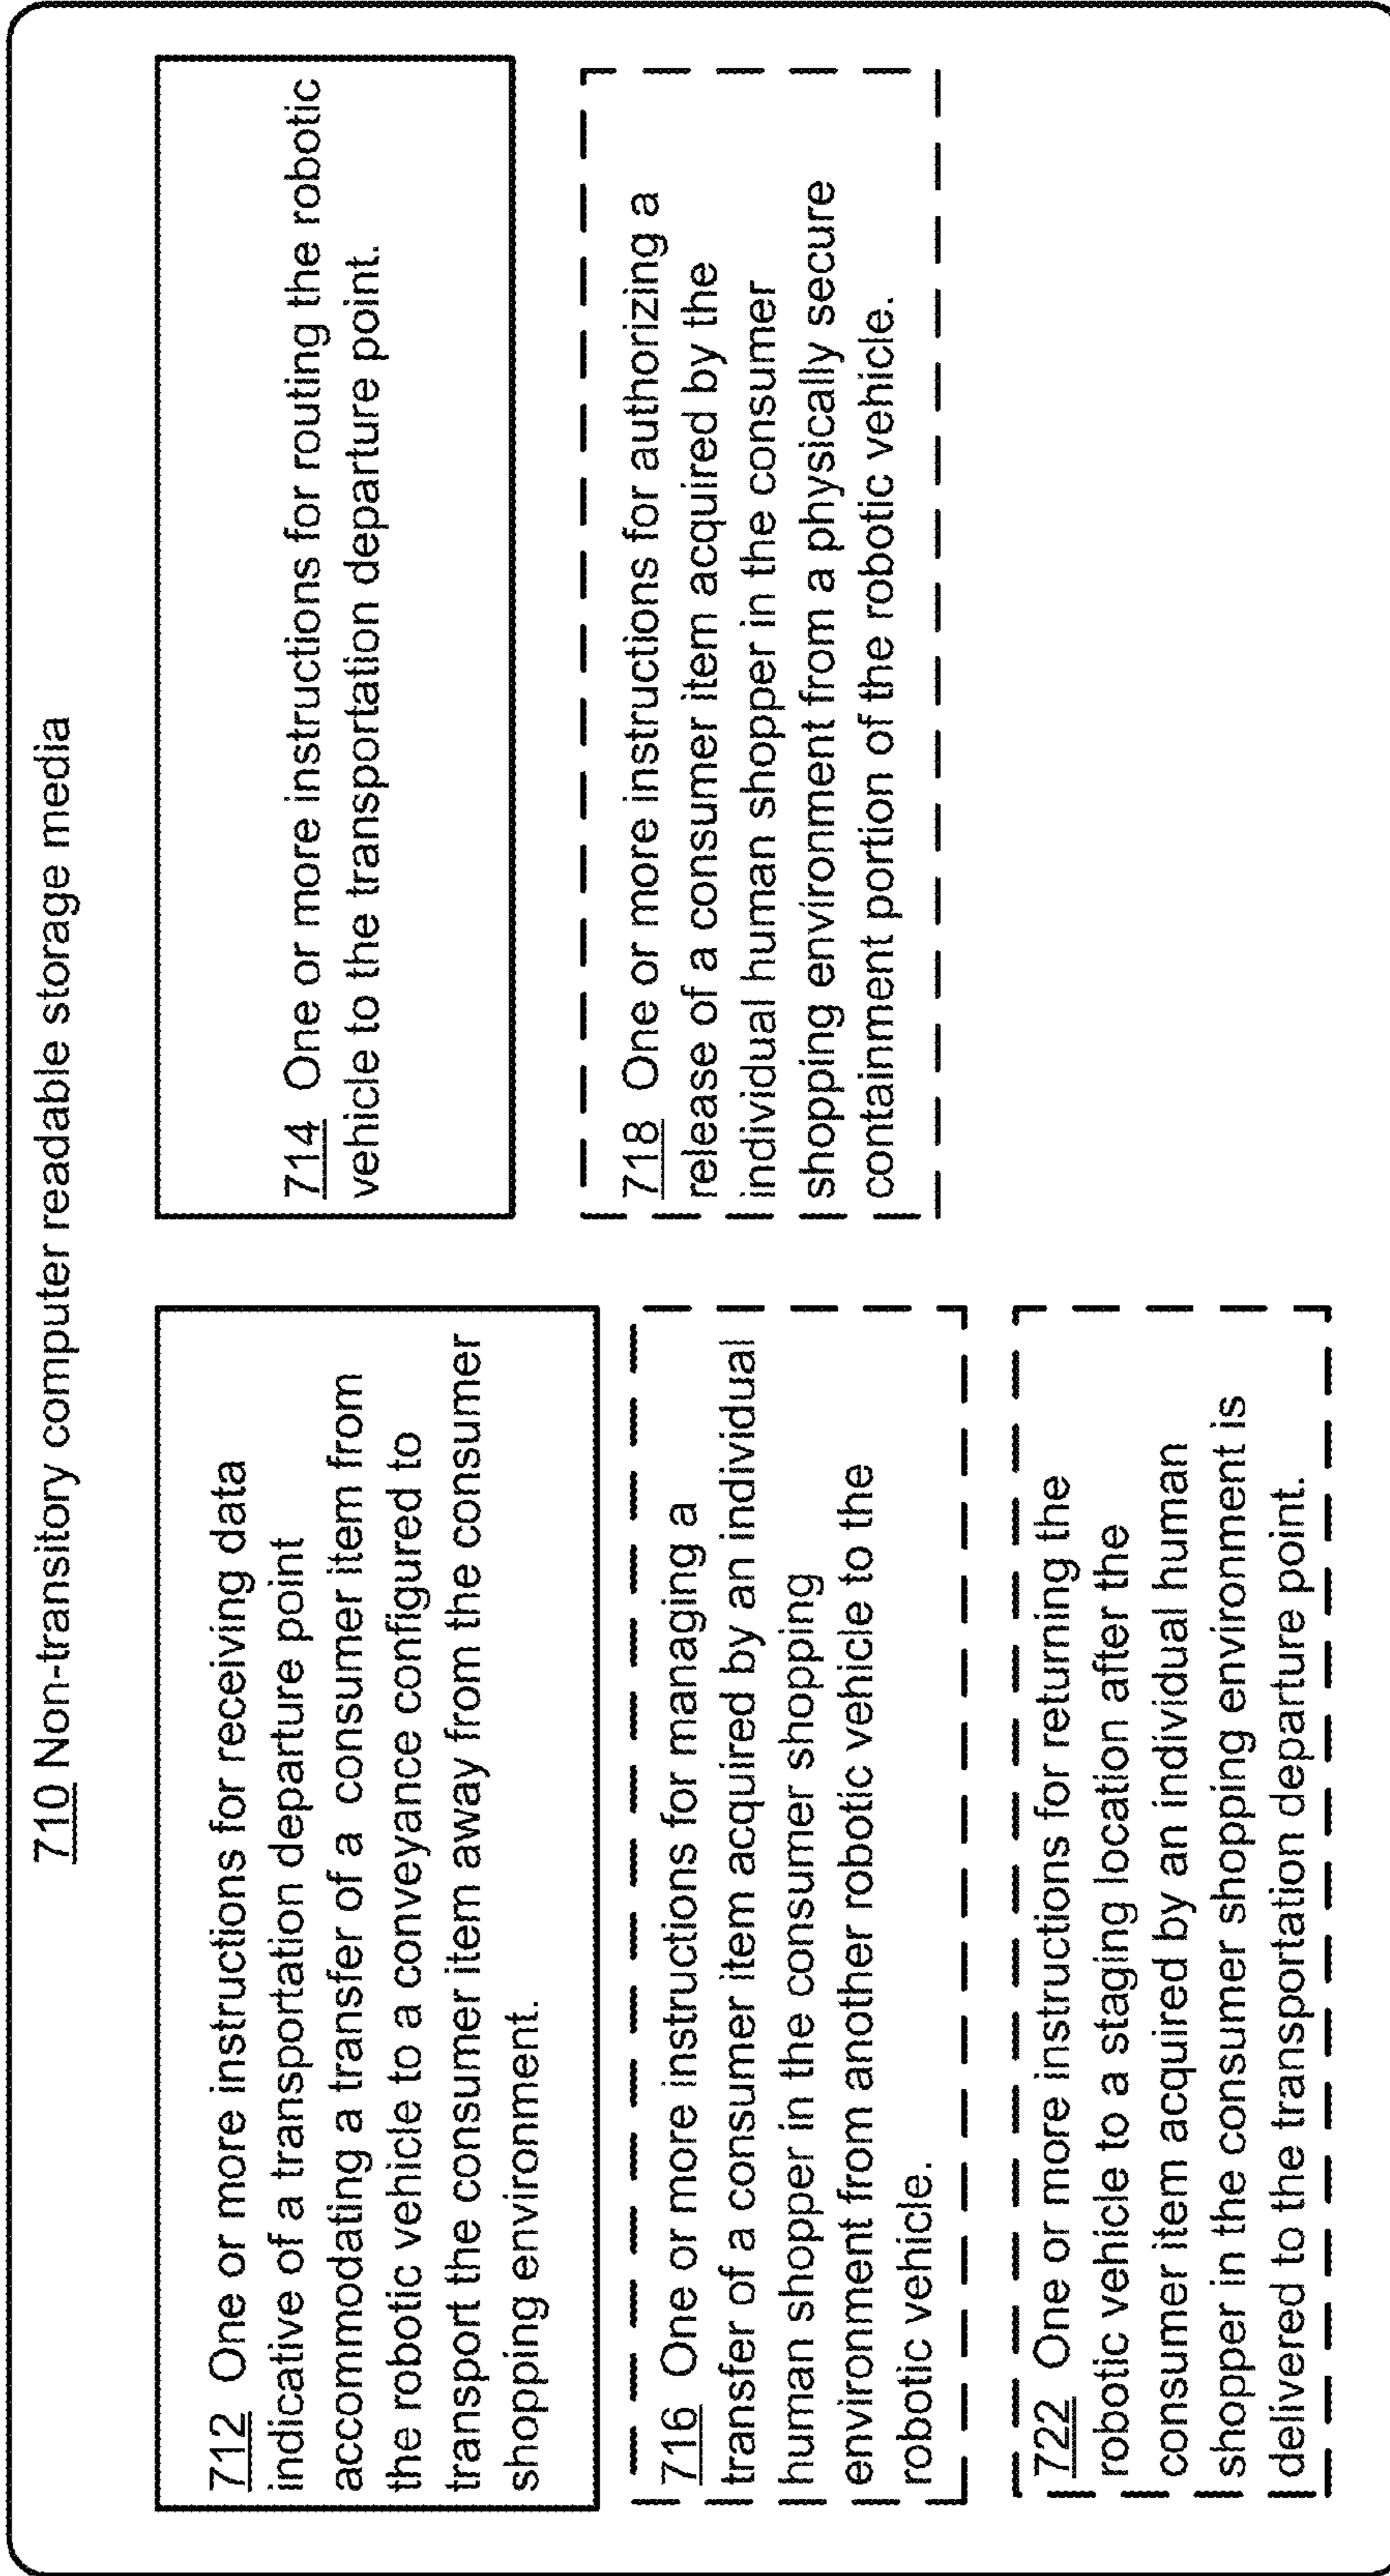 710 Non-transitory computer readable storage media
712 One or more instructions for receiving data
indicative of a transportation departure point
accommodating a transfer of a consumer item from
the robotic vehicle to a conveyance configured to
transport the consumer item away from the consumer
shopping environment.
714 One or more instructions for routing the robotic
vehicle to the transportation departure point.
716 One or more instructions for managing a
transfer of a consumer item acquired by an individual
human shopper in the consumer shopping
environment from another robotic vehicle to the
robotic vehicle.
718 One or more instructions for authorizing a
release of a consumer item acquired by the
individual human shopper in the consumer
shopping environment from a physically secure
containment portion of the robotic vehicle.
722 One or more instructions for returning the
robotic vehicle to a staging location after the
consumer item acquired by an individual human
shopper in the consumer shopping environment is
delivered to the transportation departure point.